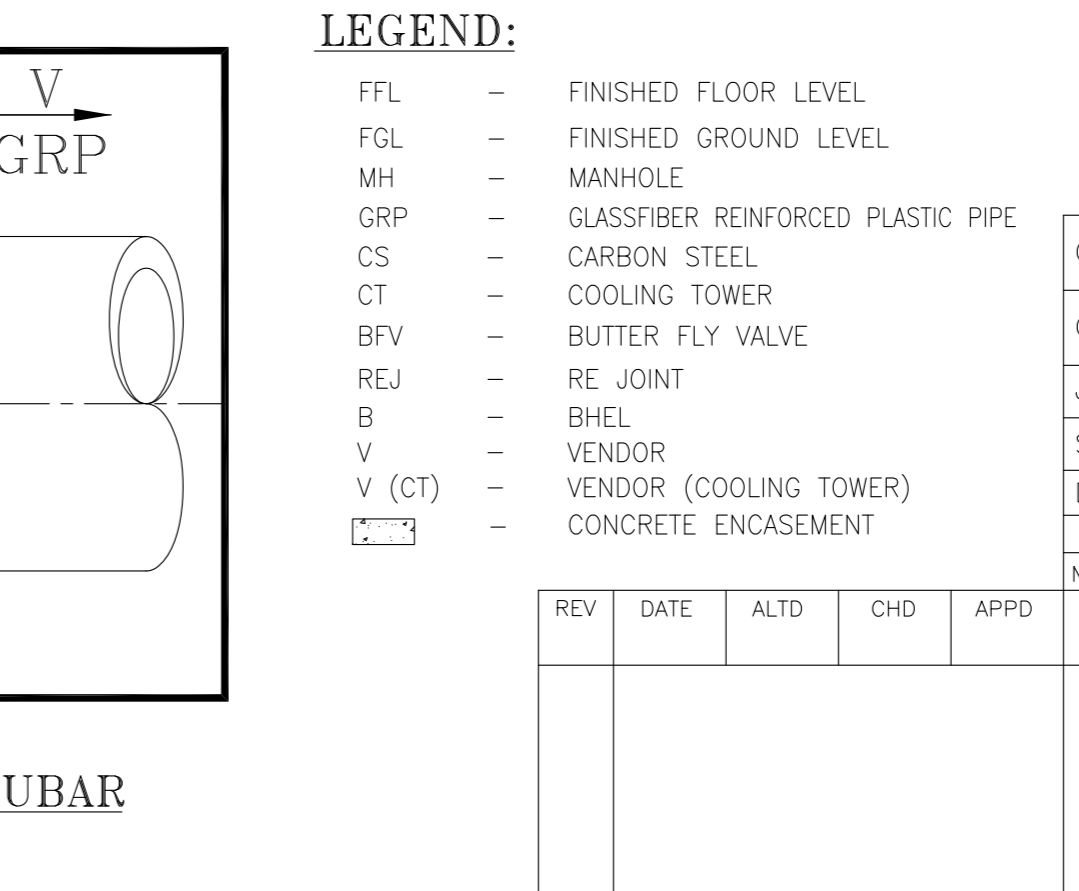 LEGEND:
V
GRP
FFL – FINISHED FLOOR LEVEL
FGL – FINISHED GROUND LEVEL
MH – MANHOLE
GRP – GLASSFIBER REINFORCED PLASTIC PIPE
CS – CARBON STEEL
CT – COOLING TOWER
BFV – BUTTER FLY VALVE
REJ – RE JOINT
B – BHEL
V – VENDOR
V (CT) – VENDOR (COOLING TOWER)
– CONCRETE ENCASEMENT
REV DATE ALTD CHD APPD
UBAR